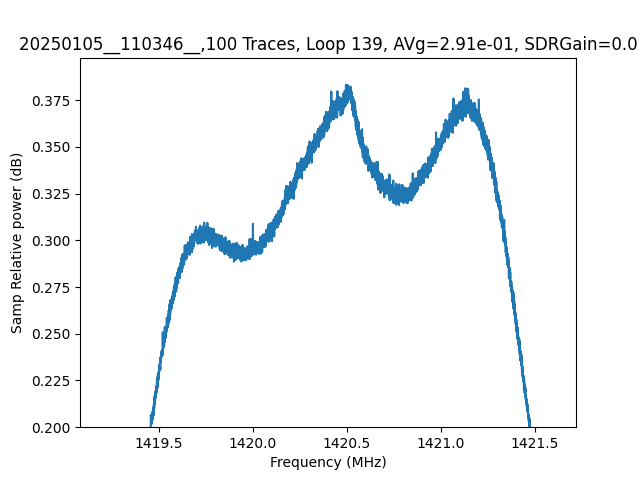 20250105__110346__,100 Traces, Loop 139, AVg=2.91e-01, SDRGain=0.0
Samp Relative power (dB)
0.375
0.350
0.325
0.300
0.275
0.250
0.225
0.200
1419.5 1420.0 1420.5 1421.0 1421.5
Frequency (MHz)